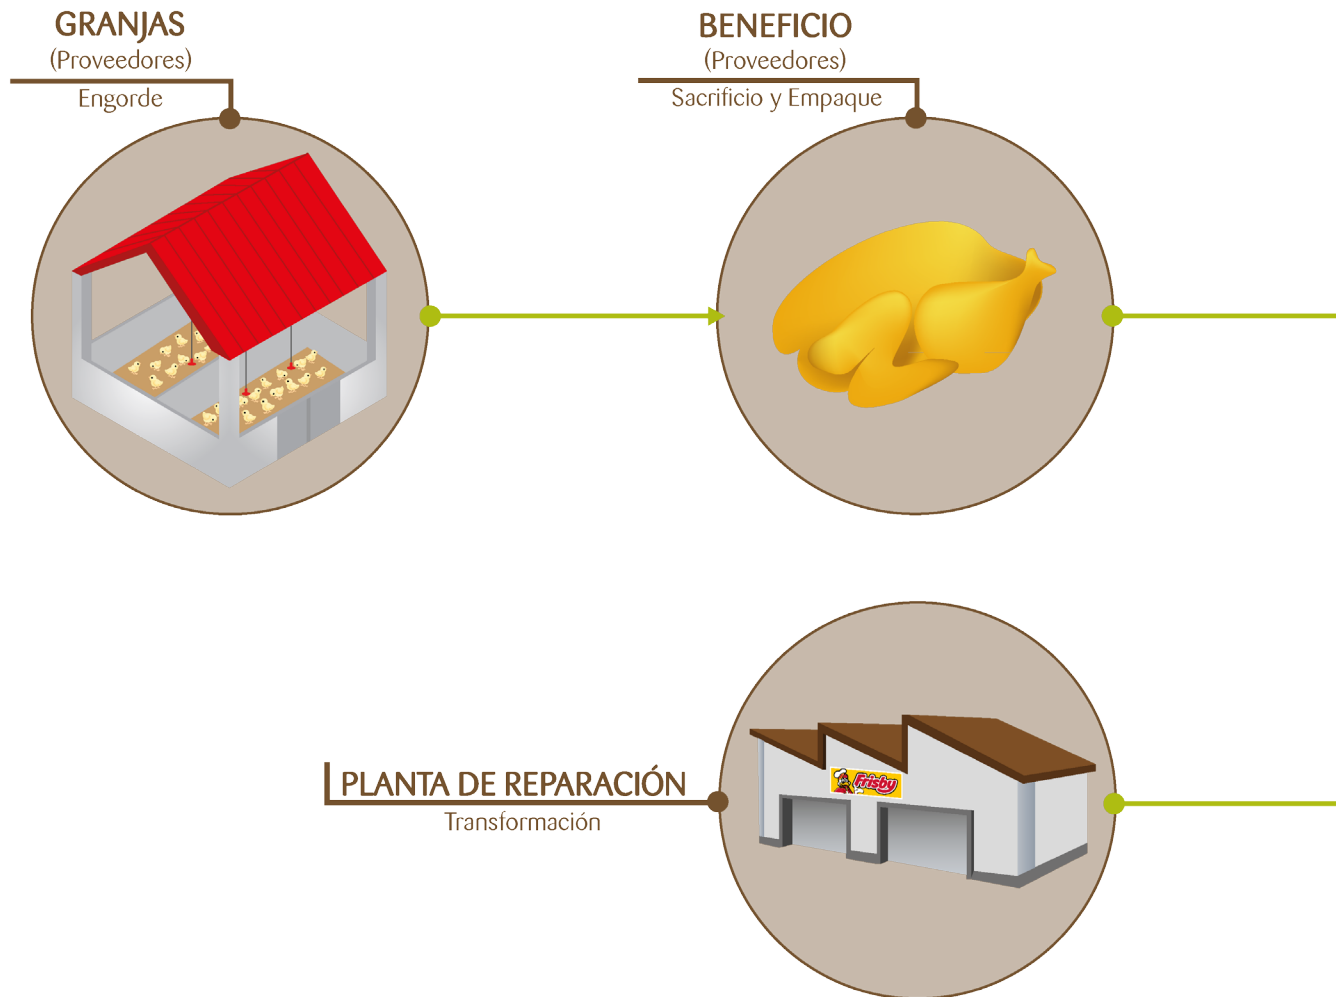 GRANJAS
(Proveedores)
Engorde
BENEFICIO
(Proveedores)
Sacrificio y Empaque
PLANTA DE REPARACIÓN
Transformación
Frisby